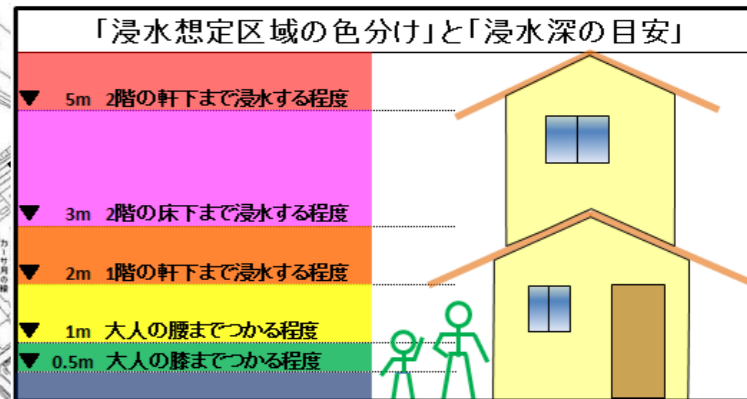 「浸水想定区域の色分け」と「浸水深の目安」
▼ 5m 2階の軒下まで浸水する程度
▼ 3m 2階の床下まで浸水する程度
▼ 2m 1階の軒下まで浸水する程度
▼ 1m 大人の腰までつかる程度
▼ 0.5m 大人の膝までつかる程度